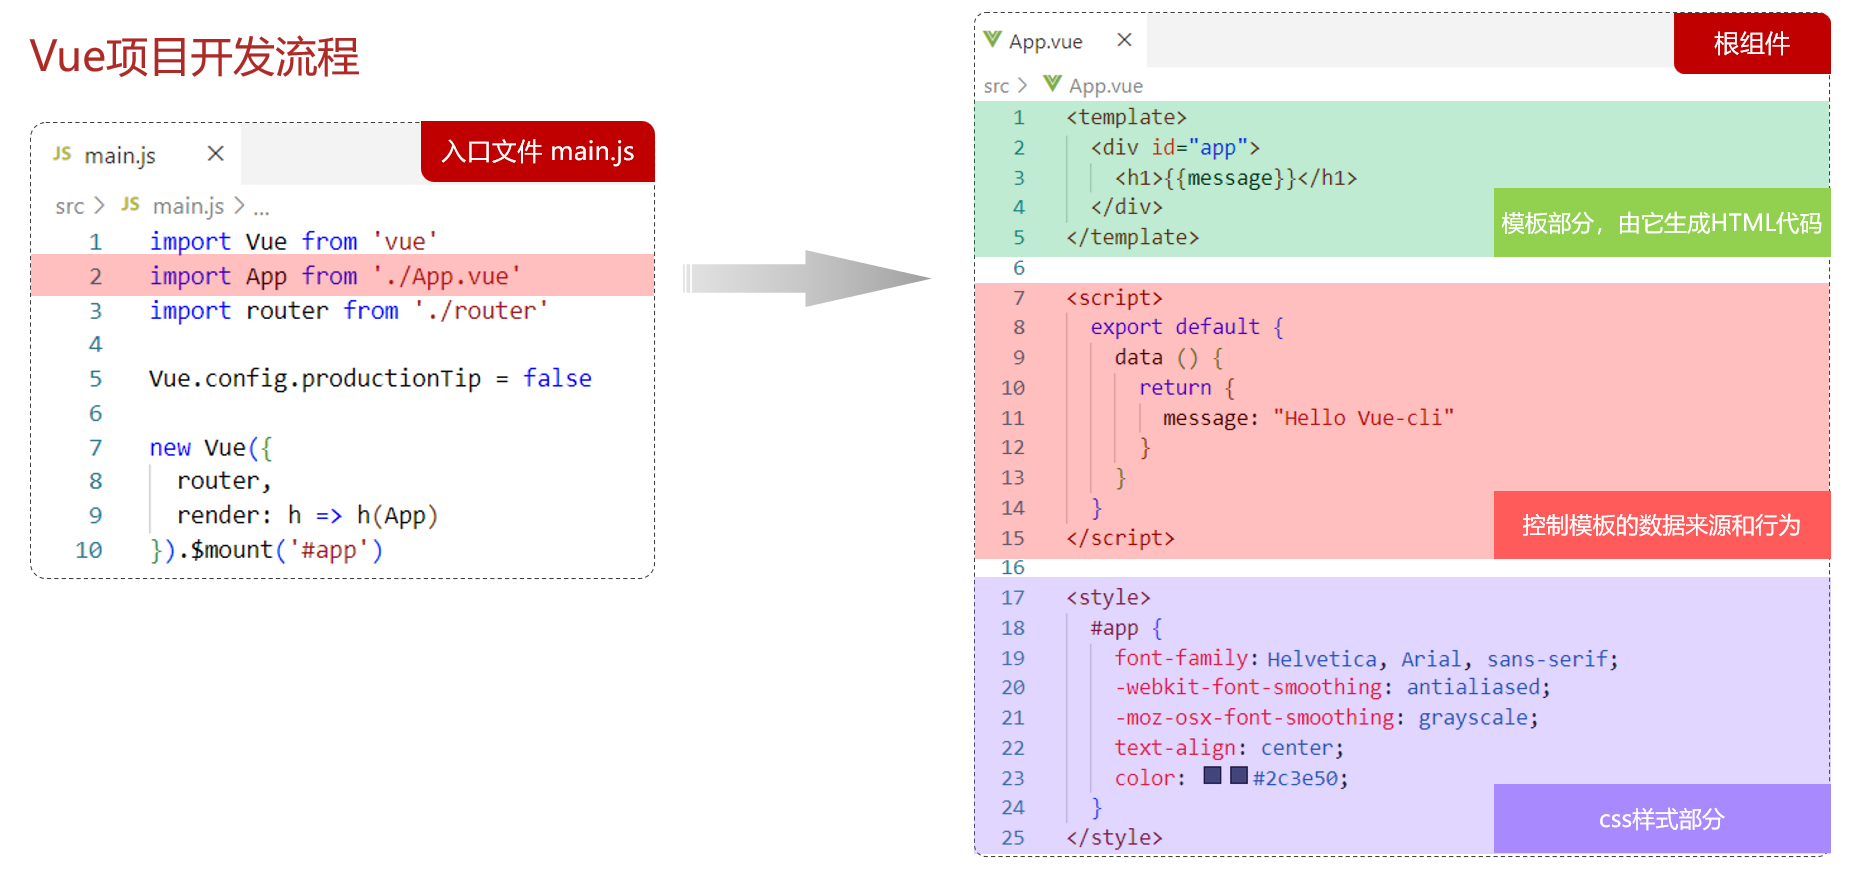 Vue项目开发流程
JS main.js ×
入口文件 main.js
src > JS main.js > ...
1 import Vue from 'vue'
2 import App from './App.vue'
3 import router from './router'
4
5 Vue.config.productionTip = false
6
7 new Vue({
8 router,
9 render: h => h(App)
10 }).$mount('#app')
App.vue ×
根组件
src > App.vue
1 <template>
2 <div id="app">
3 <h1>{{message}}</h1>
4 </div>
5 </template>
模板部分，由它生成HTML代码
6
7 <script>
8 export default {
9 data () {
10 return {
11 message: "Hello Vue-cli"
12 }
13 }
14 }
15 </script>
控制模板的数据来源和行为
16
17 <style>
18 #app {
19 font-family: Helvetica, Arial, sans-serif;
20 -webkit-font-smoothing: antialiased;
21 -moz-osx-font-smoothing: grayscale;
22 text-align: center;
23 color: #2c3e50;
24 }
25 </style>
css样式部分